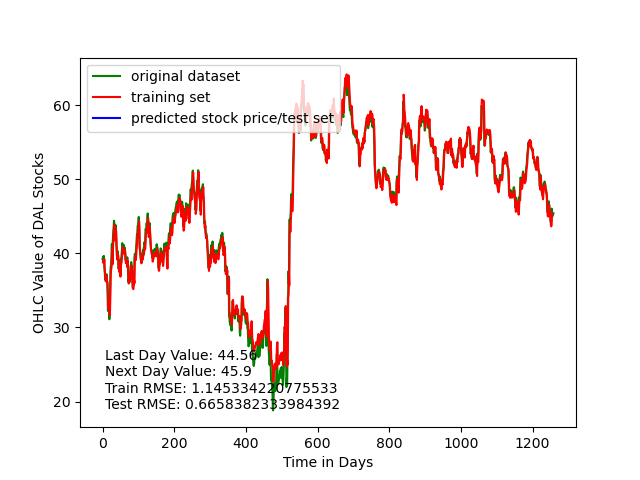 original dataset
training set
predicted stock price/test set
OHLC Value of DAL Stocks
60
50
40
30
20
Last Day Value: 44.56
Next Day Value: 45.9
Train RMSE: 1.145334220775533
Test RMSE: 0.6658382333984392
0 200 400 600 800 1000 1200
Time in Days